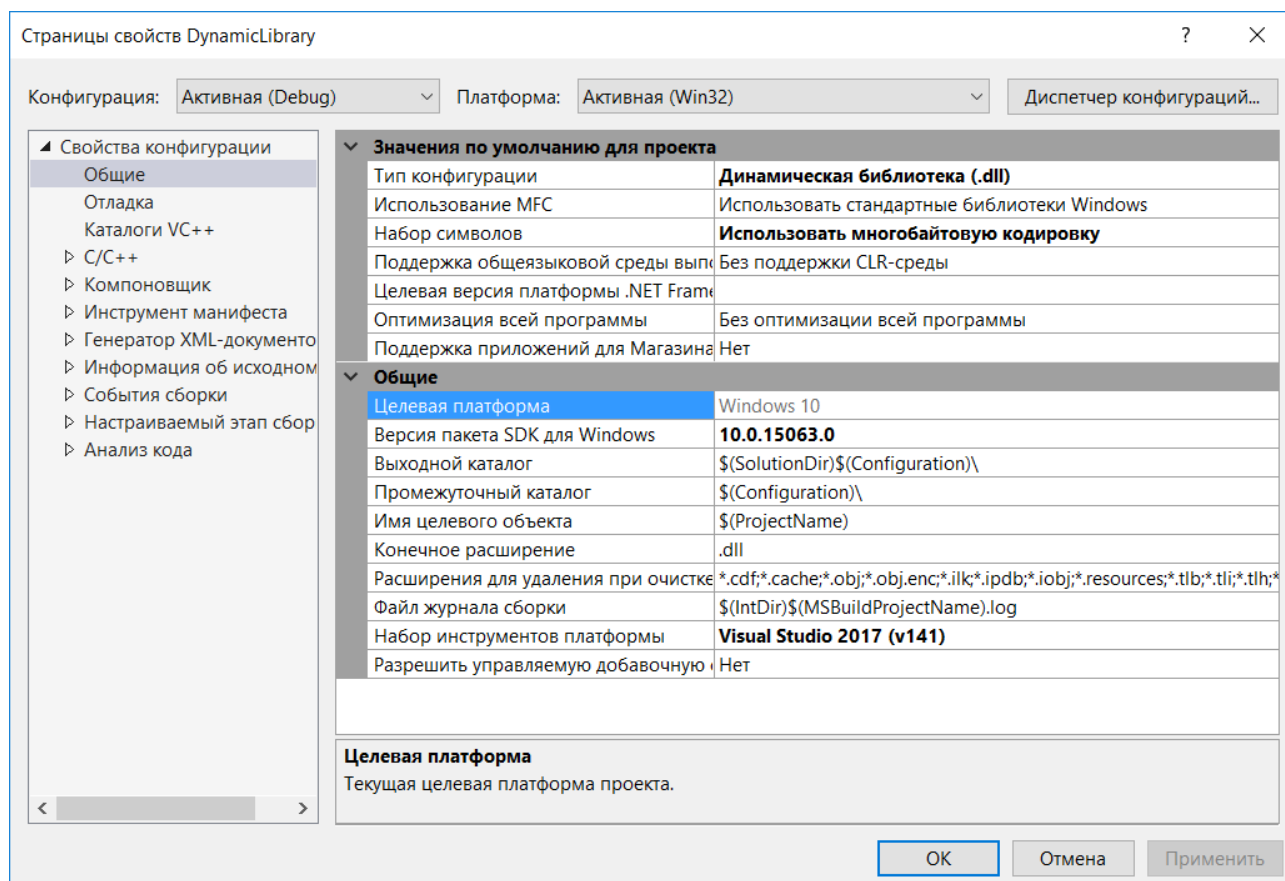 Страницы свойств DynamicLibrary ?
Конфигурация: Активная (Debug) Платформа: Активная (Win32) Диспетчер конфигураций...
Свойства конфигурации
Общие
Отладка
Каталоги VC++
C/C++
Компоновщик
Инструмент манифеста
Генератор XML-документо
Информация об исходном
События сборки
Настраиваемый этап сбор
Анализ кода
Значения по умолчанию для проекта
Тип конфигурации Динамическая библиотека (.dll)
Использование MFC Использовать стандартные библиотеки Windows
Набор символов Использовать многобайтовую кодировку
Поддержка общеязыковой среды вып Без поддержки CLR-среды
Целевая версия платформы .NET Frame
Оптимизация всей программы Без оптимизации всей программы
Поддержка приложений для Магазина Нет
Общие
Целевая платформа Windows 10
Версия пакета SDK для Windows 10.0.15063.0
Выходной каталог $(SolutionDir)$(Configuration)\
Промежуточный каталог $(Configuration)\
Имя целевого объекта $(ProjectName)
Конечное расширение .dll
Расширения для удаления при очистке *.cdf;*.cache;*.obj;*.obj.enc;*.ilk;*.ipdb;*.iobj;*.resources;*.tlb;*.tli;*.tlh;*
Файл журнала сборки $(IntDir)$(MSBuildProjectName).log
Набор инструментов платформы Visual Studio 2017 (v141)
Разрешить управляемую добавочную Нет
Целевая платформа
Текущая целевая платформа проекта.
OK Отмена Применить